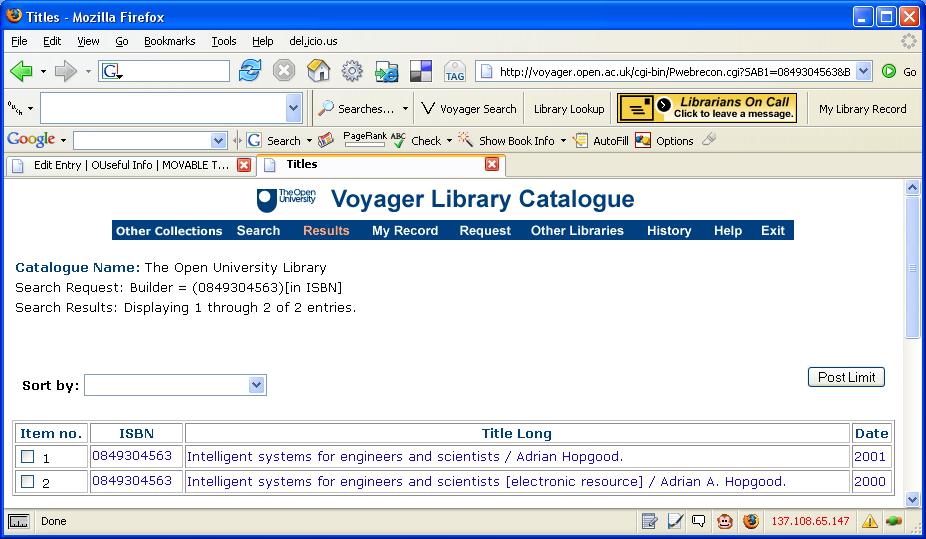 Titles - Mozilla Firefox
File Edit View Go Bookmarks Tools Help del.icio.us
G TAG http://voyager.open.ac.uk/cgi-bin/Pwebrecon.cgi?SAB1=0849304563&B Go
Searches... Voyager Search Library Lookup Librarians On Call My Library Record
Click to leave a message.
Google G Search PageRank ABC Check Show Book Info AutoFill Options
Edit Entry | OUseful Info | MOVABLE T... Titles
The Open University Voyager Library Catalogue
Other Collections Search Results My Record Request Other Libraries History Help Exit
Catalogue Name: The Open University Library
Search Request: Builder = (0849304563)[in ISBN]
Search Results: Displaying 1 through 2 of 2 entries.
Sort by: Post Limit
Item no. ISBN Title Long Date
1 0849304563 Intelligent systems for engineers and scientists / Adrian Hopgood. 2001
2 0849304563 Intelligent systems for engineers and scientists [electronic resource] / Adrian A. Hopgood. 2000
Done 137.108.65.147